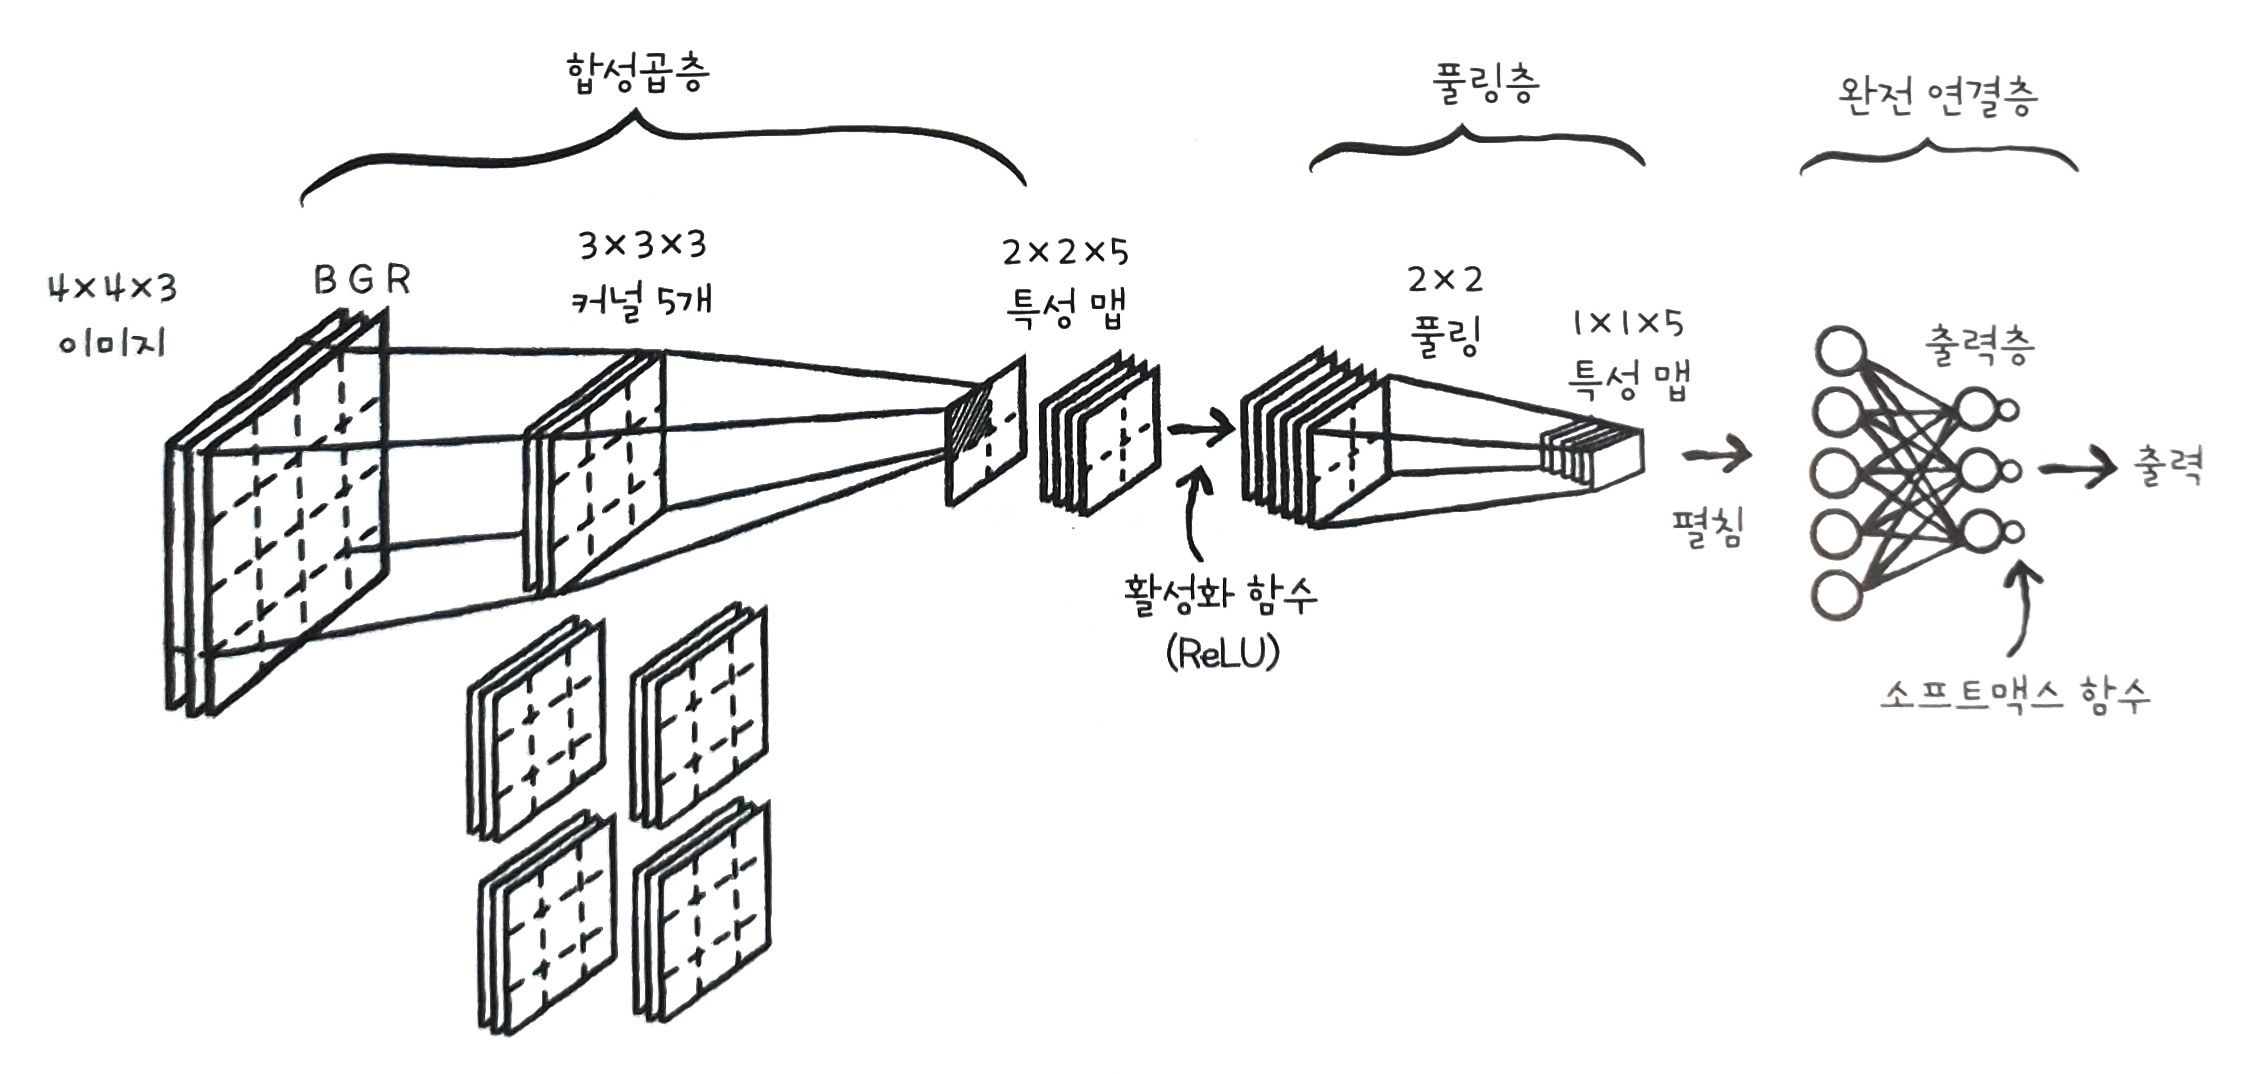 합성곱층
풀링층
완전 연결층
4×4×3
이미지
B G R
3×3×3
커널 5개
2×2×5
특성 맵
활성화 함수
(ReLU)
2×2
풀링
1×1×5
특성 맵
펼침
출력층
출력
소프트맥스 함수